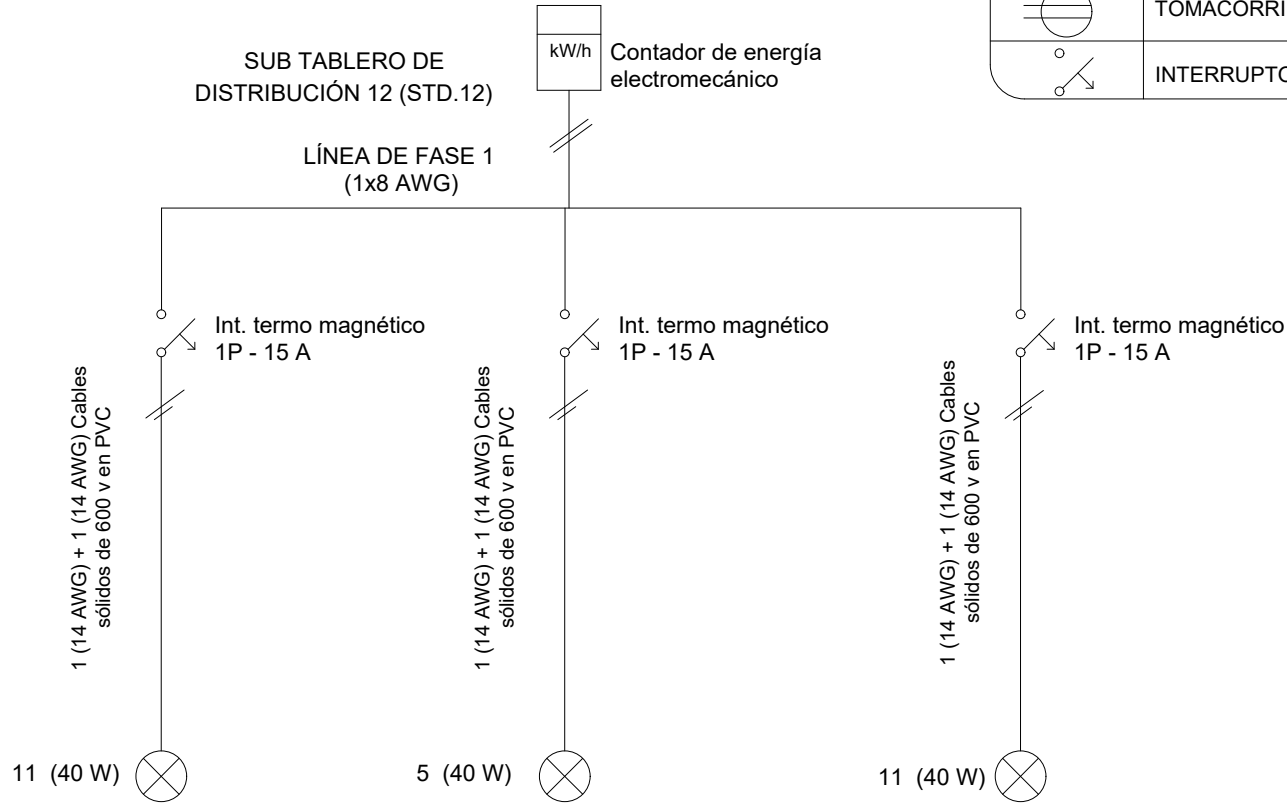 TOMACORRI
INTERRUPTO
kW/h
Contador de energía
electromecánico
SUB TABLERO DE
DISTRIBUCIÓN 12 (STD.12)
LÍNEA DE FASE 1
(1x8 AWG)
Int. termo magnético
1P - 15 A
Int. termo magnético
1P - 15 A
Int. termo magnético
1P - 15 A
1 (14 AWG) + 1 (14 AWG) Cables
sólidos de 600 v en PVC
1 (14 AWG) + 1 (14 AWG) Cables
sólidos de 600 v en PVC
1 (14 AWG) + 1 (14 AWG) Cables
sólidos de 600 v en PVC
11 (40 W)
5 (40 W)
11 (40 W)